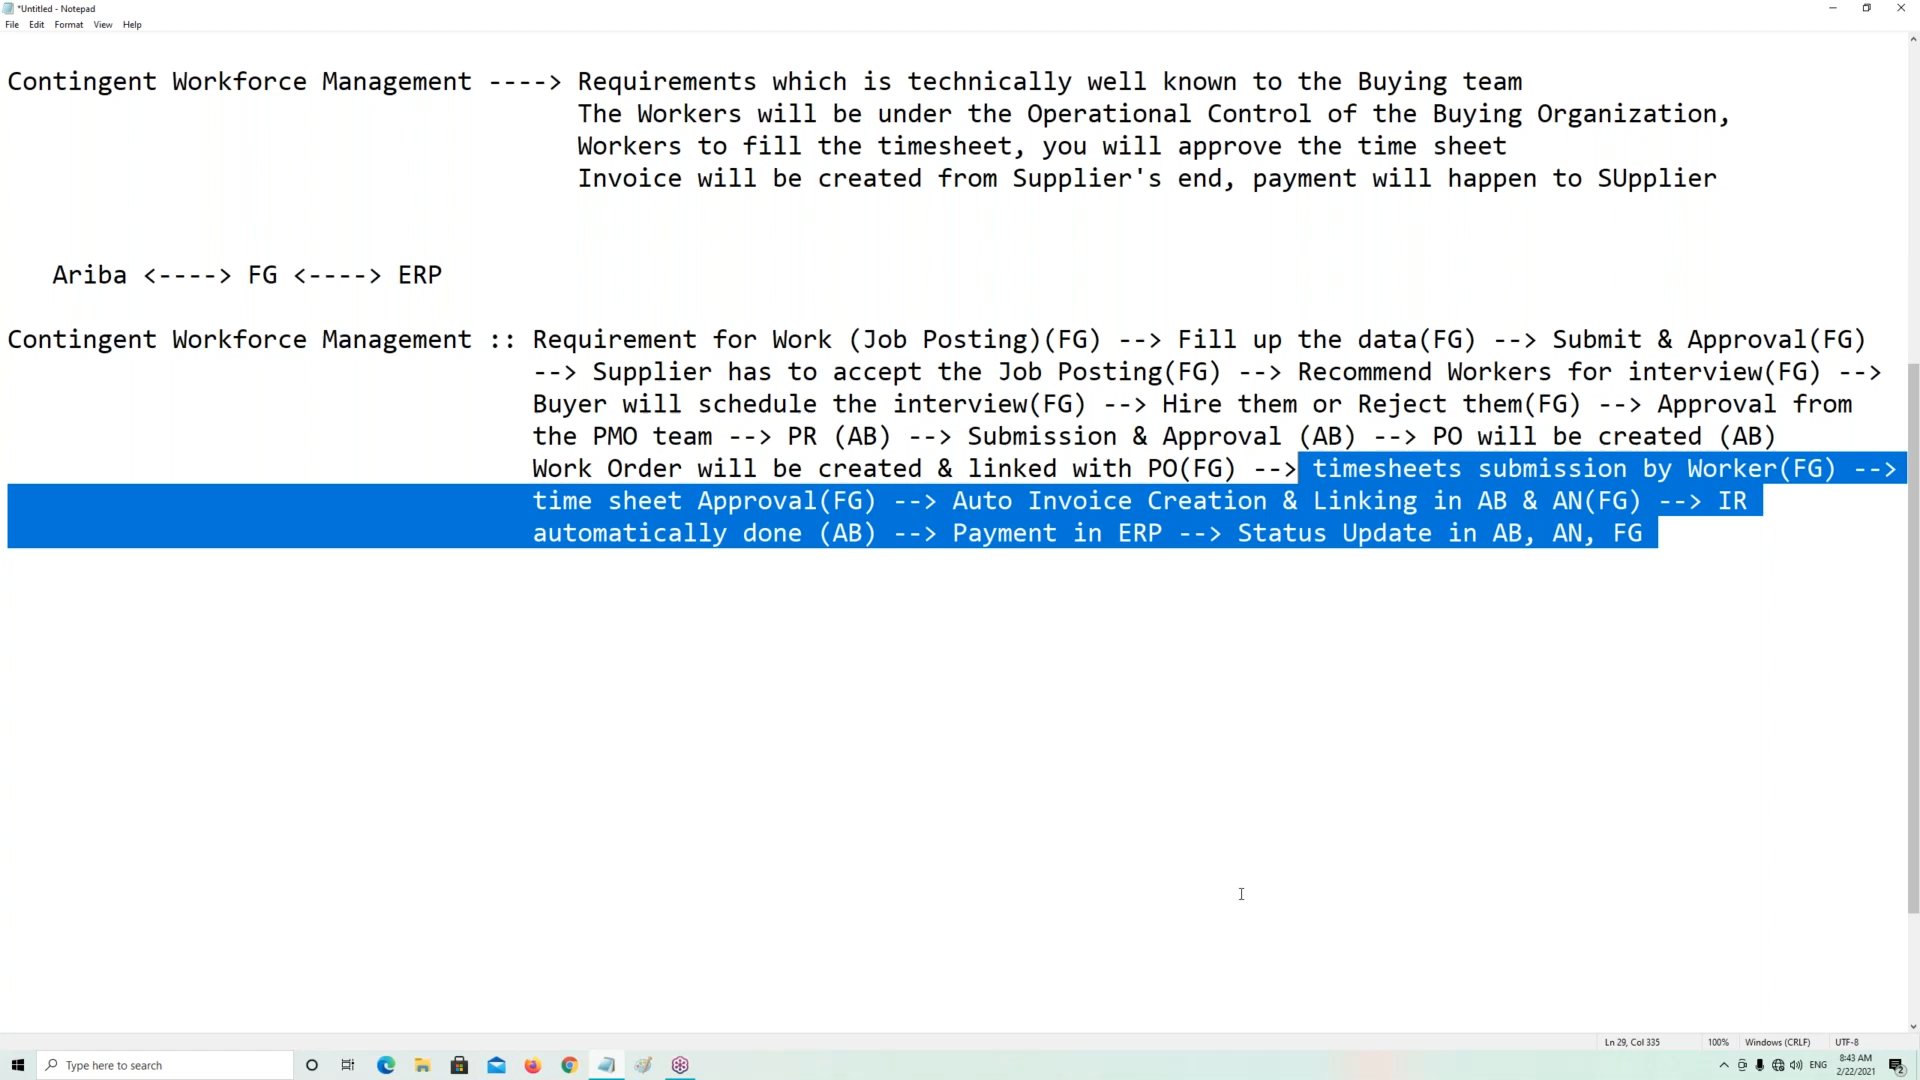 *Untitled - Notepad
File Edit Format View Help
Contingent Workforce Management ----> Requirements which is technically well known to the Buying team
The Workers will be under the Operational Control of the Buying Organization,
Workers to fill the timesheet, you will approve the time sheet
Invoice will be created from Supplier's end, payment will happen to SUpplier
Ariba <----> FG <----> ERP
Contingent Workforce Management :: Requirement for Work (Job Posting)(FG) --> Fill up the data(FG) --> Submit & Approval(FG)
--> Supplier has to accept the Job Posting(FG) --> Recommend Workers for interview(FG) -->
Buyer will schedule the interview(FG) --> Hire them or Reject them(FG) --> Approval from
the PMO team --> PR (AB) --> Submission & Approval (AB) --> PO will be created (AB)
Work Order will be created & linked with PO(FG) --> timesheets submission by Worker(FG) -->
time sheet Approval(FG) --> Auto Invoice Creation & Linking in AB & AN(FG) --> IR
automatically done (AB) --> Payment in ERP --> Status Update in AB, AN, FG
Ln 29, Col 335 100% Windows (CRLF) UTF-8
Type here to search
ENG
8:43 AM
2/22/2021
2